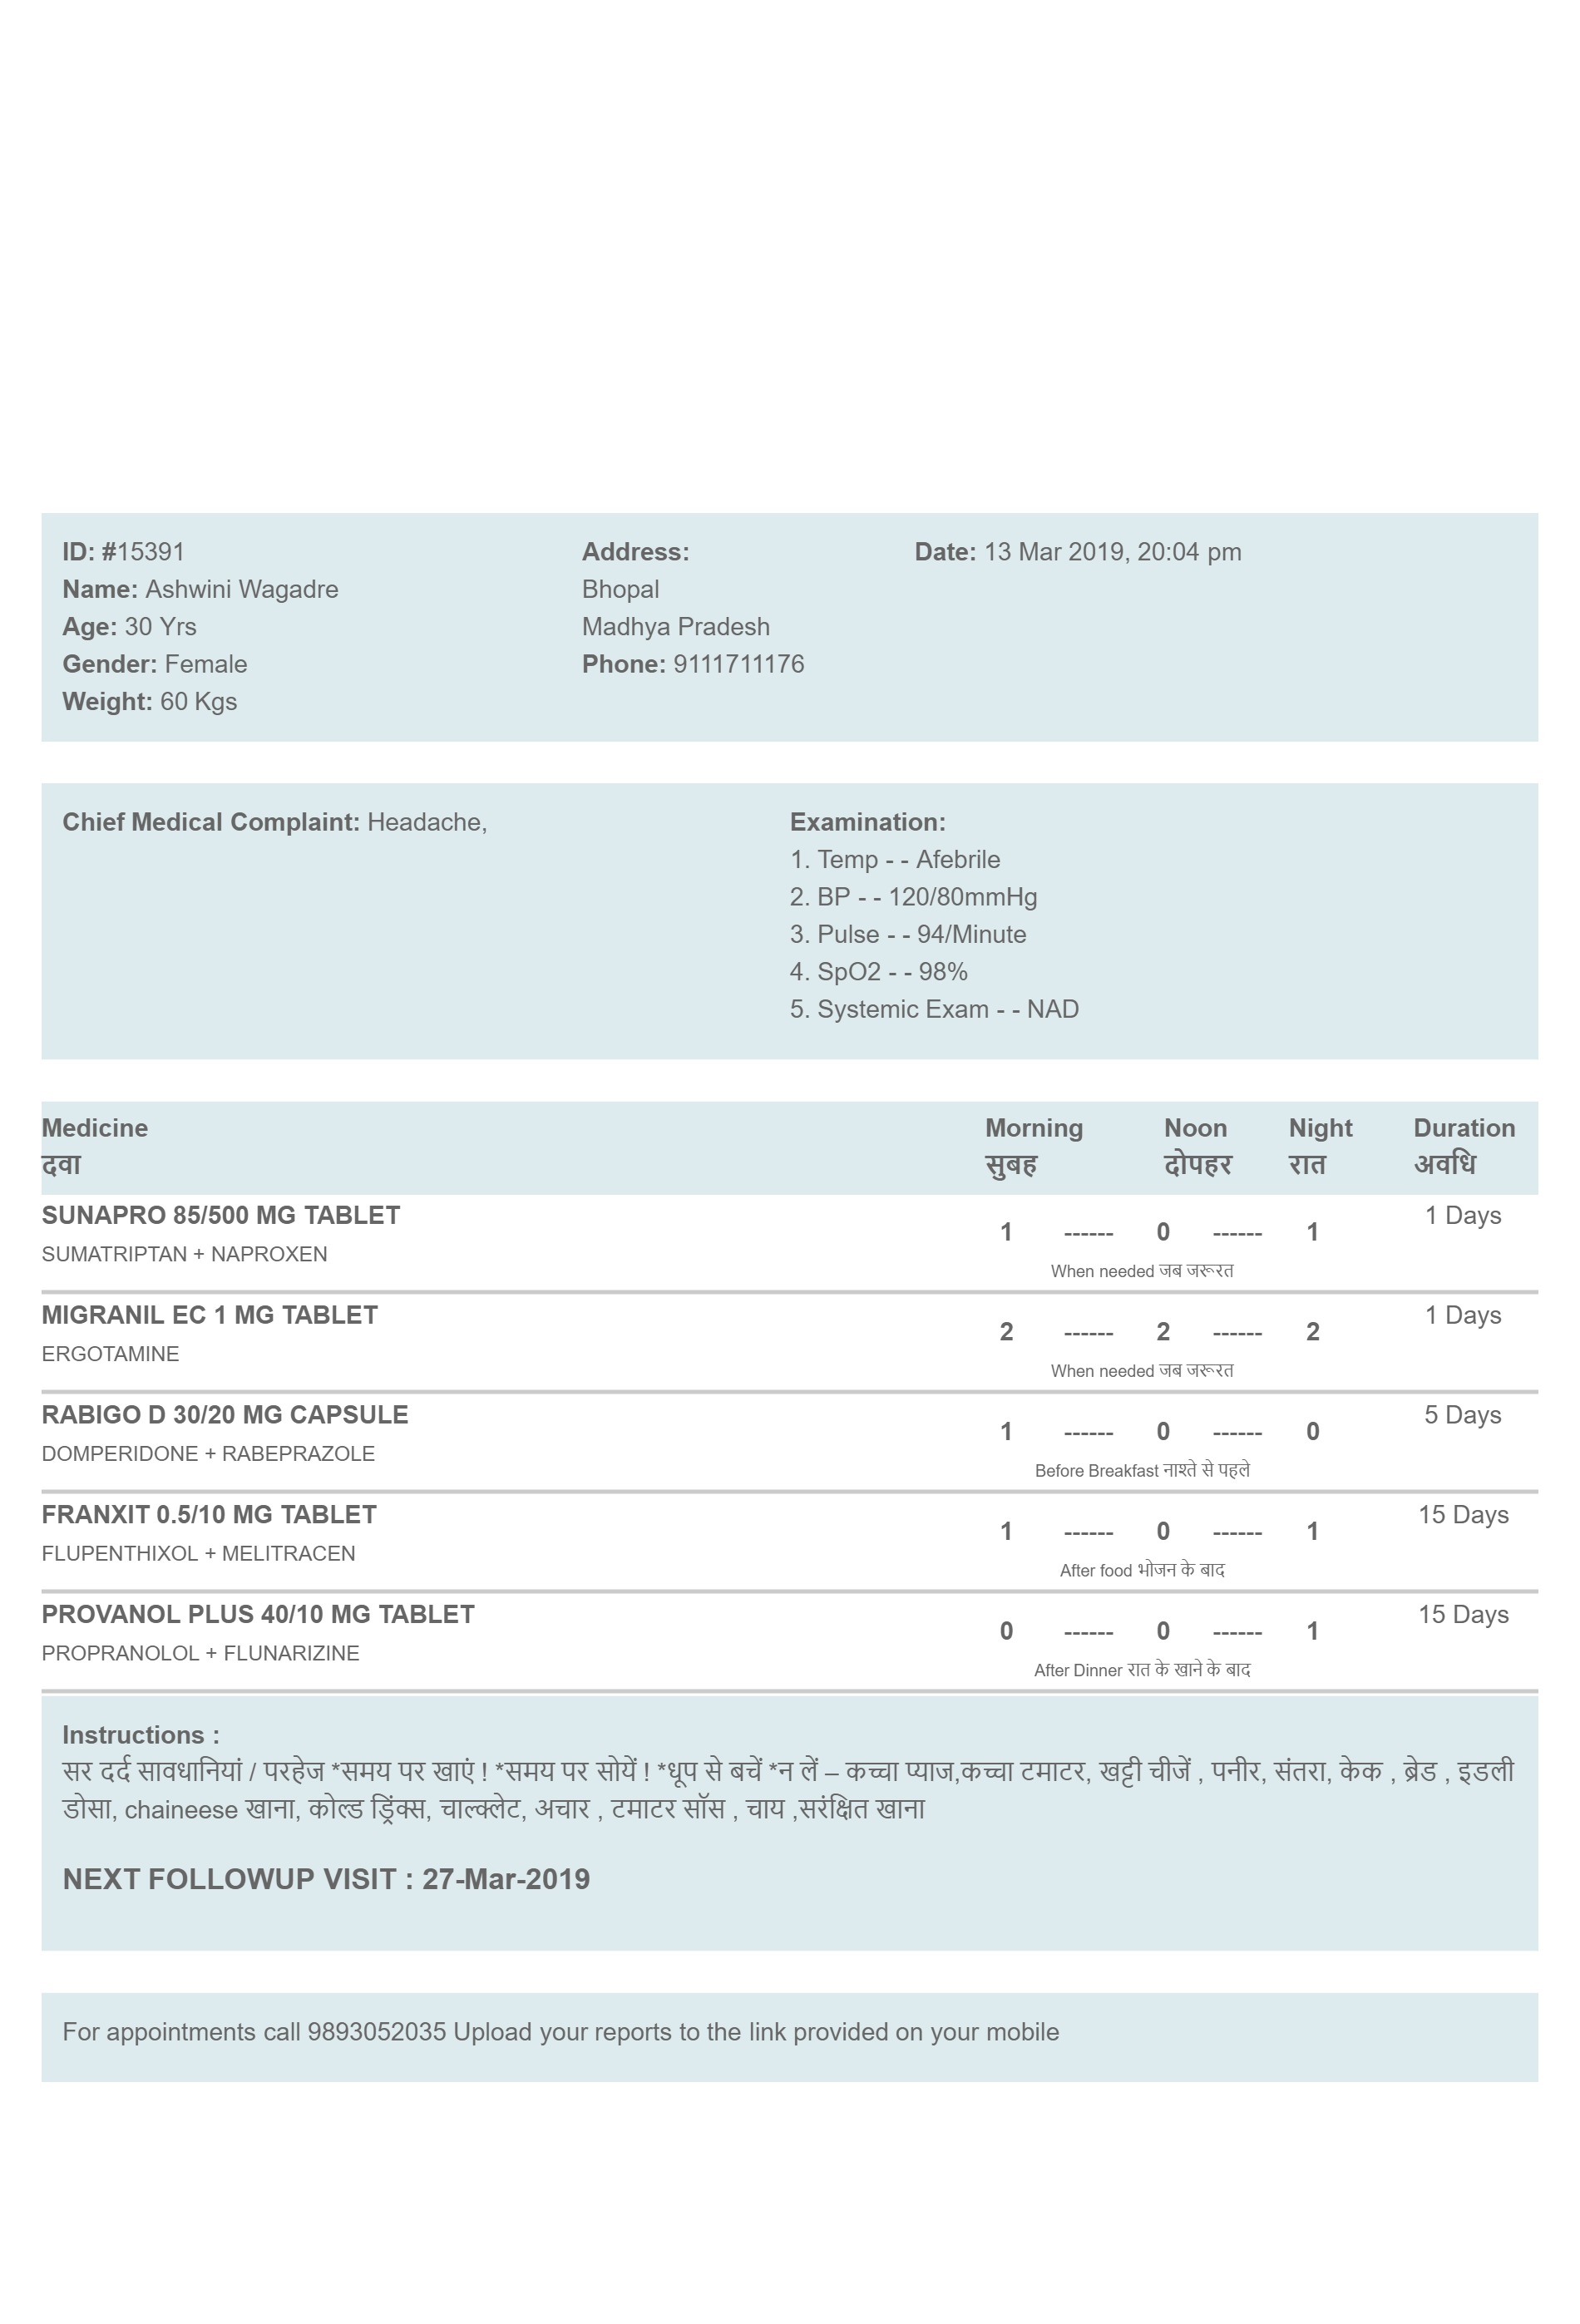 ID: #15391
Name: Ashwini Wagadre
Age: 30 Yrs
Gender: Female
Weight: 60 Kgs
Address:
Bhopal
Madhya Pradesh
Phone: 9111711176
Date: 13 Mar 2019, 20:04 pm
Chief Medical Complaint: Headache,
Examination:
1. Temp - - Afebrile
2. BP - - 120/80mmHg
3. Pulse - - 94/Minute
4. SpO2 - - 98%
5. Systemic Exam - - NAD
Medicine Morning Noon Night Duration
दवा सुबह दोपहर रात अवधि
SUNAPRO 85/500 MG TABLET 1 ------ 0 ------ 1 1 Days
SUMATRIPTAN + NAPROXEN
When needed जब जरूरत
MIGRANIL EC 1 MG TABLET 2 ------ 2 ------ 2 1 Days
ERGOTAMINE
When needed जब जरूरत
RABIGO D 30/20 MG CAPSULE 1 ------ 0 ------ 0 5 Days
DOMPERIDONE + RABEPRAZOLE
Before Breakfast नाश्ते से पहले
FRANXIT 0.5/10 MG TABLET 1 ------ 0 ------ 1 15 Days
FLUPENTHIXOL + MELITRACEN
After food भोजन के बाद
PROVANOL PLUS 40/10 MG TABLET 0 ------ 0 ------ 1 15 Days
PROPRANOLOL + FLUNARIZINE
After Dinner रात के खाने के बाद
Instructions :
सर दर्द सावधानियां / परहेज *समय पर खाएं ! *समय पर सोयें ! *धूप से बचें *न लें – कच्चा प्याज,कच्चा टमाटर, खट्टी चीजें , पनीर, संतरा, केक , ब्रेड , इडली
डोसा, chaineese खाना, कोल्ड ड्रिंक्स, चाल्क्लेट, अचार , टमाटर सॉस , चाय ,सरंक्षित खाना
NEXT FOLLOWUP VISIT : 27-Mar-2019
For appointments call 9893052035 Upload your reports to the link provided on your mobile